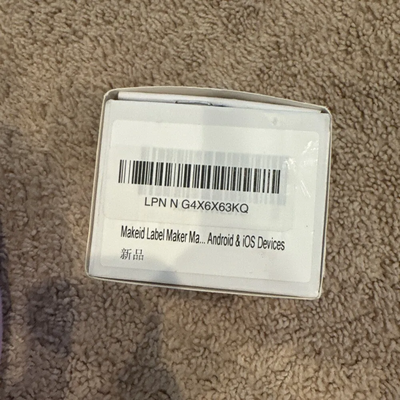 LPN N G4X6X63KQ
Makeid Label Maker Ma... Android & iOS Devices
新品